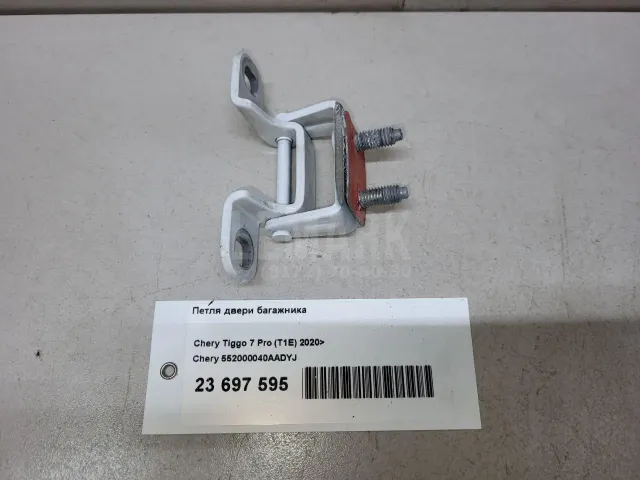 Петля двери багажника
Chery Tiggo 7 Pro (T1E) 2020>
Chery 552000040AADYJ
23 697 595